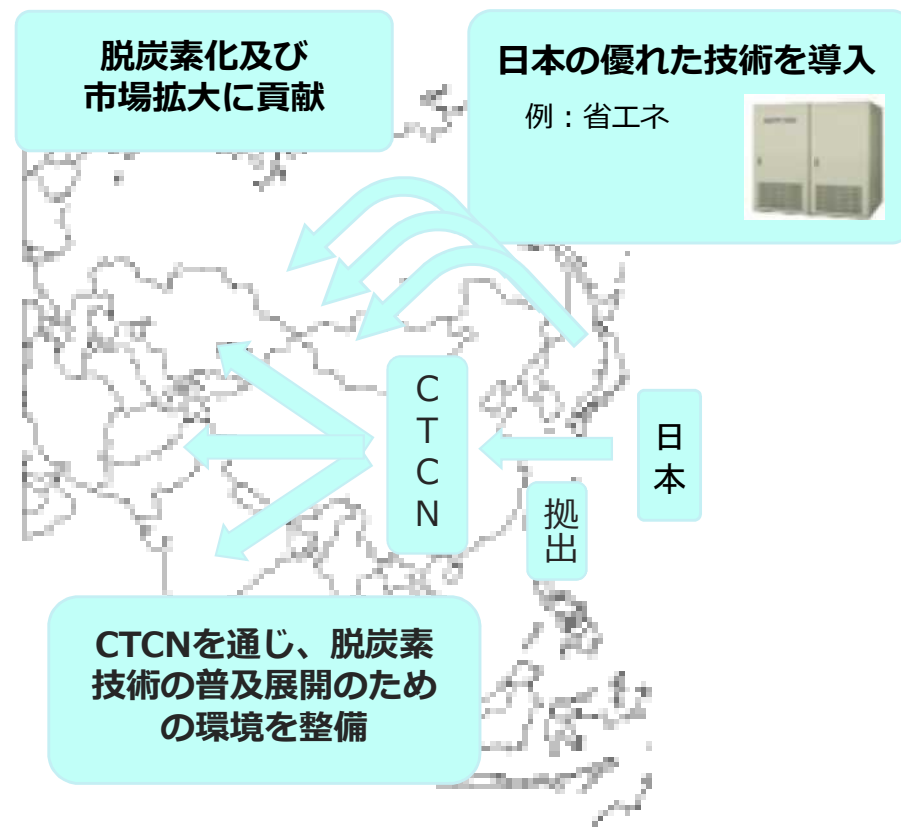 脱炭素化及び
市場拡大に貢献
日本の優れた技術を導入
例：省エネ
CTCN
日本
拠出
CTCNを通じ、脱炭素
技術の普及展開のため
の環境を整備